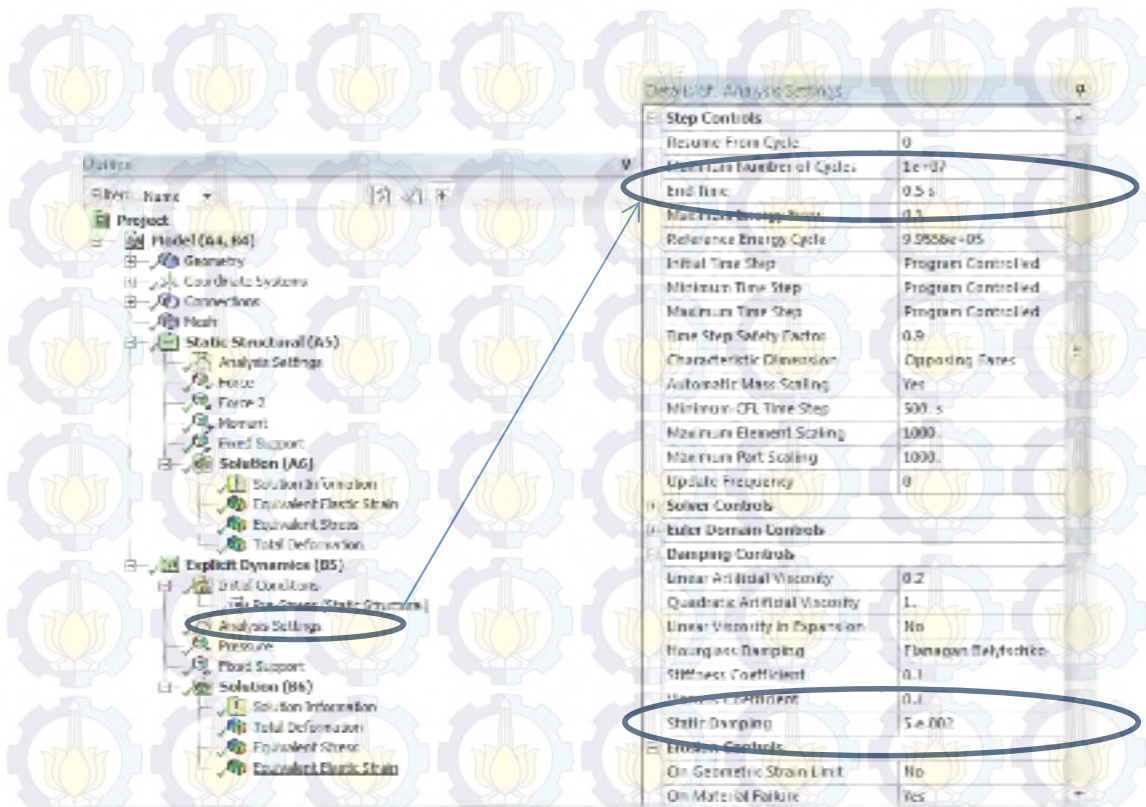 Outline
Filter: Name
Project
Model (A4, B4)
Geometry
Coordinate Systems
Connections
Mesh
Static Structural (A5)
Analysis Settings
Force
Force 2
Moment
Fixed Support
Solution (A6)
Solution Information
Equivalent Elastic Strain
Equivalent Stress
Total Deformation
Explicit Dynamics (B5)
Initial Conditions
Pre-Stress (Static Structural)
Analysis Settings
Pressure
Fixed Support
Solution (B6)
Solution Information
Total Deformation
Equivalent Stress
Equivalent Elastic Strain
Details of "Analysis Settings"
Step Controls
Resume From Cycle 0
Maximum Number of Cycles 1e+07
End Time 0.5 s
Maximum Energy Error 0.1
Reference Energy Cycle
Initial Time Step Program Controlled
Minimum Time Step Program Controlled
Maximum Time Step Program Controlled
Time Step Safety Factor 0.9
Characteristic Dimension Opposing Faces
Automatic Mass Scaling Yes
Minimum CFL Time Step 500. s
Maximum Element Scaling 1000.
Maximum Part Scaling 1000.
Update Frequency 0
Solver Controls
Euler Domain Controls
Damping Controls
Linear Artificial Viscosity 0.2
Quadratic Artificial Viscosity 1.
Linear Viscosity in Expansion No
Hourglass Damping Flanagan Belytschko
Stiffness Coefficient 0.1
Viscous Coefficient 0.1
Static Damping 5.e-002
Erosion Controls
On Geometric Strain Limit No
On Material Failure Yes